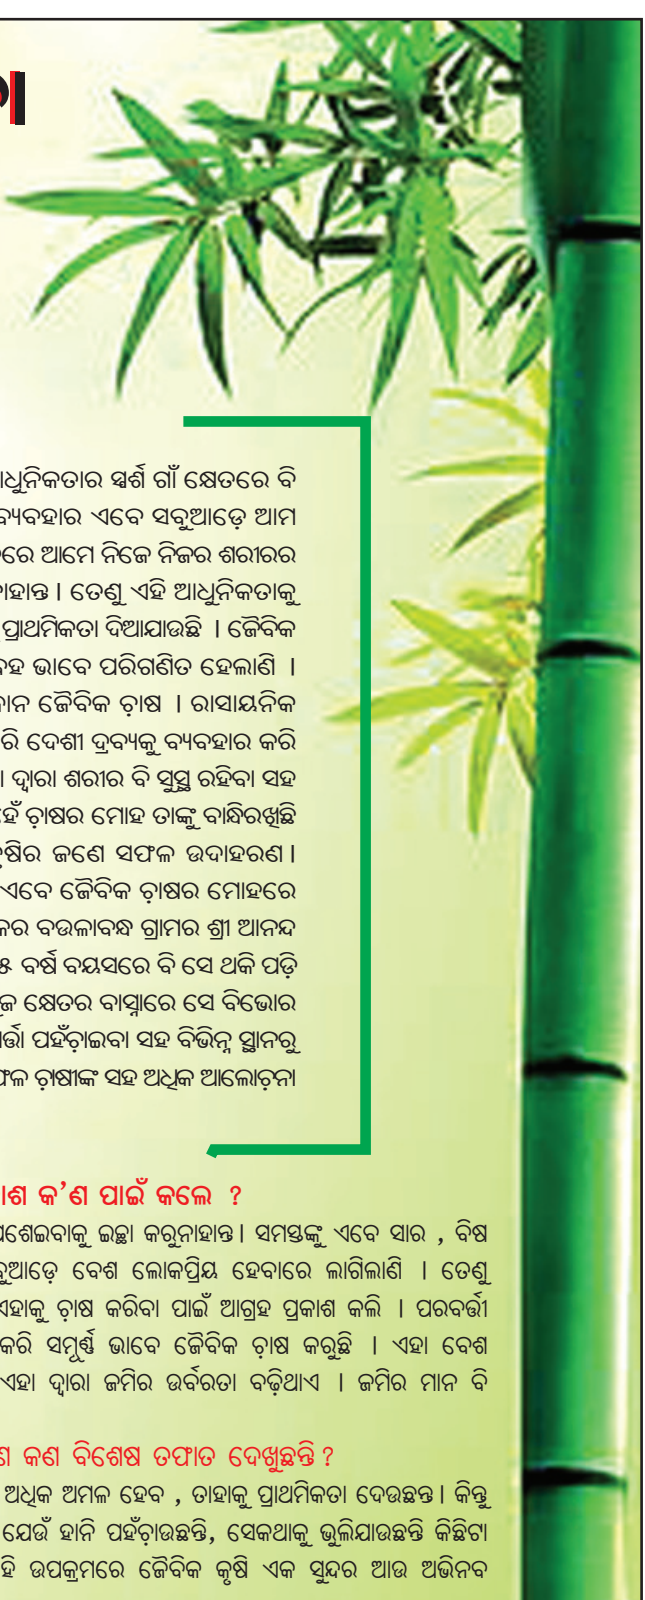 ଆଧୁନିକତାର ସ୍ପର୍ଶ ଗାଁ କ୍ଷେତରେ ବି
ବ୍ୟବହାର ଏବେ ସବୁଆଡ଼େ ଆମ
ରେ ଆମେ ନିଜେ ନିଜର ଶରୀରର
ନାହାନ୍ତି । ତେଣୁ ଏହି ଆଧୁନିକତାକୁ
ପ୍ରାଥମିକତା ଦିଆଯାଉଛି । ଜୈବିକ
ଭାବେ ପରିଗଣିତ ହେଲାଣି ।
ଜୈବିକ ଚାଷ । ରାସାୟନିକ
ଦେଶୀ ଦ୍ରବ୍ୟକୁ ବ୍ୟବହାର କରି
ଦ୍ୱାରା ଶରୀର ବି ସୁସ୍ଥ ରହିବା ସହ
ଚାଷର ମୋହ ତାଙ୍କୁ ବାନ୍ଧିରଖିଛି
ଜଣେ ସଫଳ ଉଦାହରଣ।
ଏବେ ଜୈବିକ ଚାଷର ମୋହରେ
ବଉଳାବନ୍ଧ ଗ୍ରାମର ଶ୍ରୀ ଆନନ୍ଦ
୫ ବର୍ଷ ବୟସରେ ବି ସେ ଥକି ପଡ଼ି
କ୍ଷେତର ବାସ୍ନାରେ ସେ ବିଭୋର
ପହଁଚାଇବା ସହ ବିଭିନ୍ନ ସ୍ଥାନରୁ
ଚାଷୀଙ୍କ ସହ ଅଧିକ ଆଲୋଚନା
କ'ଣ ପାଇଁ କଲେ ?
ଇଚ୍ଛା କରୁନାହାନ୍ତି। ସମସ୍ତଙ୍କୁ ଏବେ ସାର , ବିଷ
ବେଶ ଲୋକପ୍ରିୟ ହେବାରେ ଲାଗିଲାଣି । ତେଣୁ
ଏହାକୁ ଚାଷ କରିବା ପାଇଁ ଆଗ୍ରହ ପ୍ରକାଶ କଲି । ପରବର୍ତ୍ତୀ
କରି ସମ୍ପୂର୍ଣ୍ଣ ଭାବେ ଜୈବିକ ଚାଷ କରୁଛି । ଏହା ବେଶ
ଏହା ଦ୍ୱାରା ଜମିର ଉର୍ବରତା ବଢ଼ିଥାଏ । ଜମିର ମାନ ବି
କଣ ବିଶେଷ ତଫାତ ଦେଖୁଛନ୍ତି ?
ଅଧିକ ଅମଳ ହେବ , ତାହାକୁ ପ୍ରାଥମିକତା ଦେଉଛନ୍ତି। କିନ୍ତୁ
ଯେଉଁ ହାନି ପହଁଚାଉଛନ୍ତି, ସେକଥାକୁ ଭୁଲିଯାଉଛନ୍ତି କିଛିଟା
ଉପକ୍ରମରେ ଜୈବିକ କୃଷି ଏକ ସୁନ୍ଦର ଆଉ ଅଭିନବ